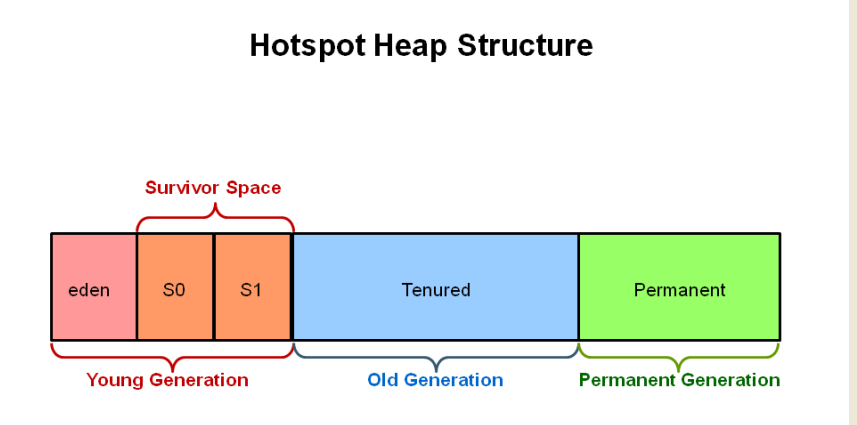 Hotspot Heap Structure
Survivor Space
eden
S0
S1
Tenured
Permanent
Young Generation
Old Generation
Permanent Generation